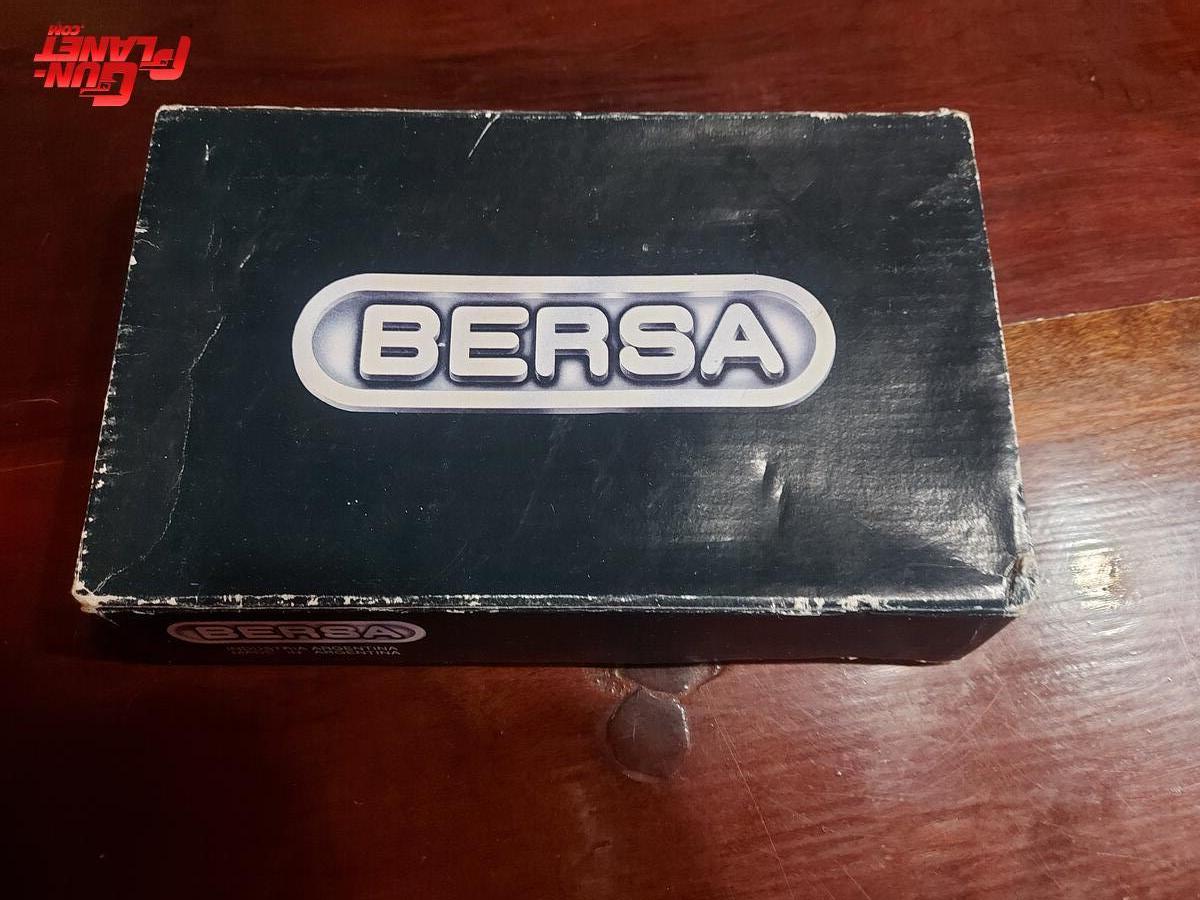 GUN-
PLANET
.COM
BERSA
BERSA
INDUSTRIA ARGENTINA
MADE IN ARGENTINA